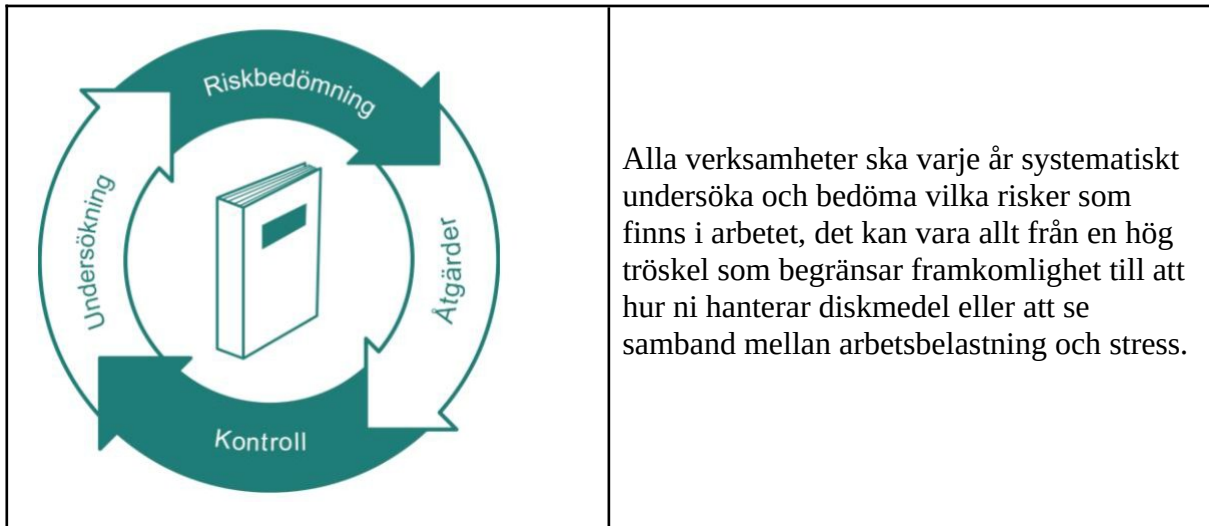 Riskbedömning
Åtgärder
Kontroll
Undersökning
Alla verksamheter ska varje år systematiskt
undersöka och bedöma vilka risker som
finns i arbetet, det kan vara allt från en hög
tröskel som begränsar framkomlighet till att
hur ni hanterar diskmedel eller att se
samband mellan arbetsbelastning och stress.